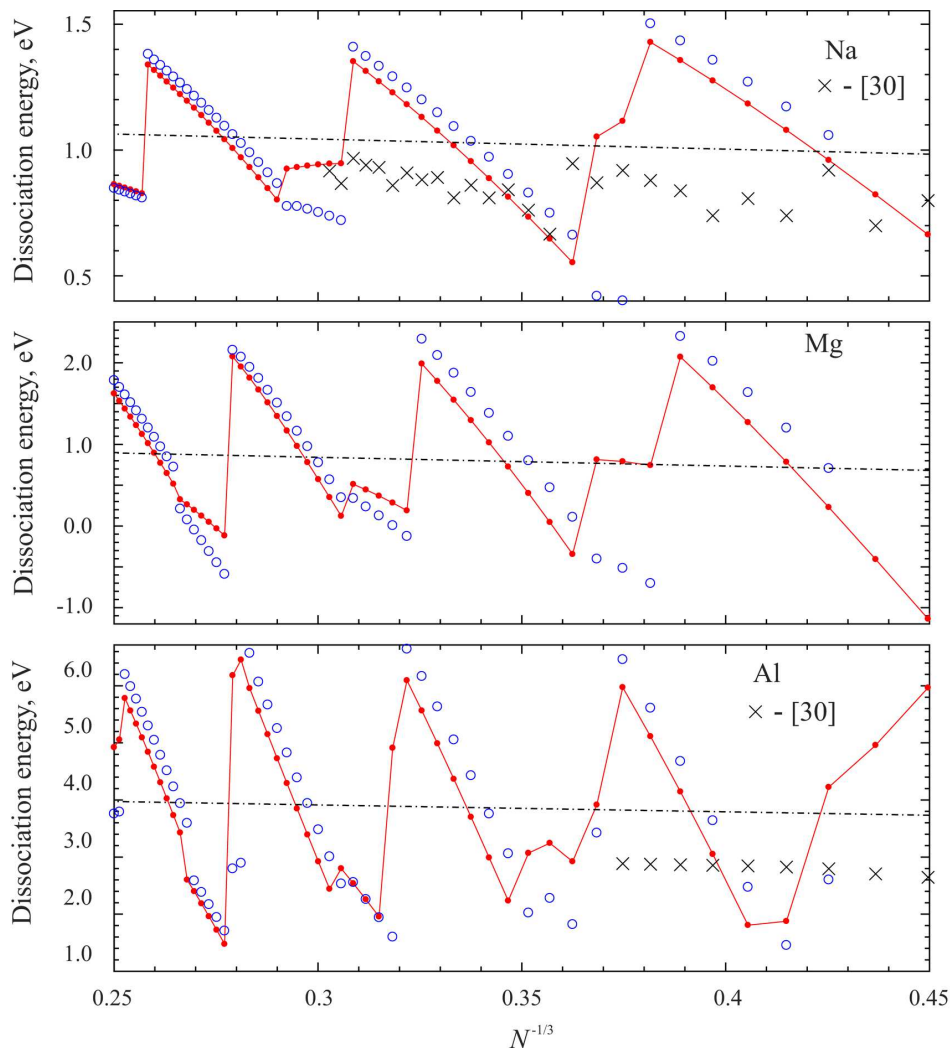 Dissociation energy, eV
1.5
1.0
0.5
Na
× - [30]
Dissociation energy, eV
2.0
1.0
0.0
-1.0
Mg
Dissociation energy, eV
6.0
5.0
4.0
3.0
2.0
1.0
Al
× - [30]
0.25
0.3
0.35
0.4
0.45
N^-1/3